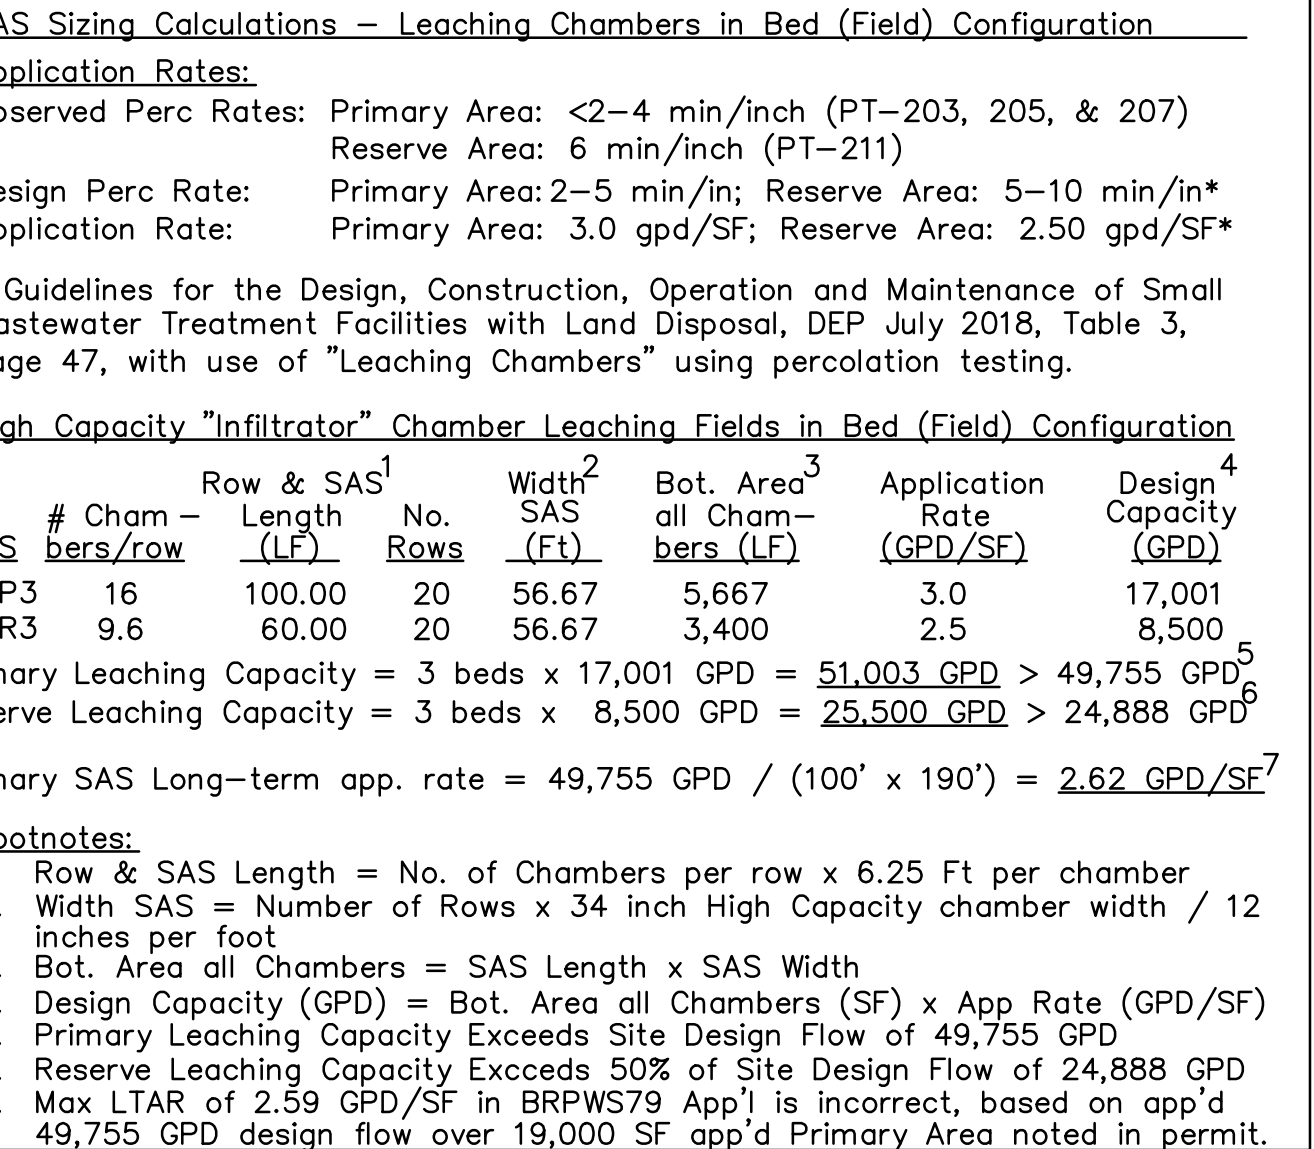 AS Sizing Calculations – Leaching Chambers in Bed (Field) Configuration
pplication Rates:
bserved Perc Rates: Primary Area: <2–4 min/inch (PT–203, 205, & 207)
Reserve Area: 6 min/inch (PT–211)
esign Perc Rate: Primary Area: 2–5 min/in; Reserve Area: 5–10 min/in*
pplication Rate: Primary Area: 3.0 gpd/SF; Reserve Area: 2.50 gpd/SF*
Guidelines for the Design, Construction, Operation and Maintenance of Small
astewater Treatment Facilities with Land Disposal, DEP July 2018, Table 3,
age 47, with use of "Leaching Chambers" using percolation testing.
gh Capacity "Infiltrator" Chamber Leaching Fields in Bed (Field) Configuration
Row & SAS1 Width2 Bot. Area3 Application Design4
# Cham – Length No. SAS all Cham– Rate Capacity
S bers/row (LF) Rows (Ft) bers (LF) (GPD/SF) (GPD)
P3 16 100.00 20 56.67 5,667 3.0 17,001
R3 9.6 60.00 20 56.67 3,400 2.5 8,500
mary Leaching Capacity = 3 beds x 17,001 GPD = 51,003 GPD > 49,755 GPD5
erve Leaching Capacity = 3 beds x 8,500 GPD = 25,500 GPD > 24,888 GPD6
mary SAS Long–term app. rate = 49,755 GPD / (100' x 190') = 2.62 GPD/SF7
ootnotes:
Row & SAS Length = No. of Chambers per row x 6.25 Ft per chamber
. Width SAS = Number of Rows x 34 inch High Capacity chamber width / 12
inches per foot
. Bot. Area all Chambers = SAS Length x SAS Width
. Design Capacity (GPD) = Bot. Area all Chambers (SF) x App Rate (GPD/SF)
. Primary Leaching Capacity Exceeds Site Design Flow of 49,755 GPD
. Reserve Leaching Capacity Excceds 50% of Site Design Flow of 24,888 GPD
. Max LTAR of 2.59 GPD/SF in BRPWS79 App'l is incorrect, based on app'd
49,755 GPD design flow over 19,000 SF app'd Primary Area noted in permit.